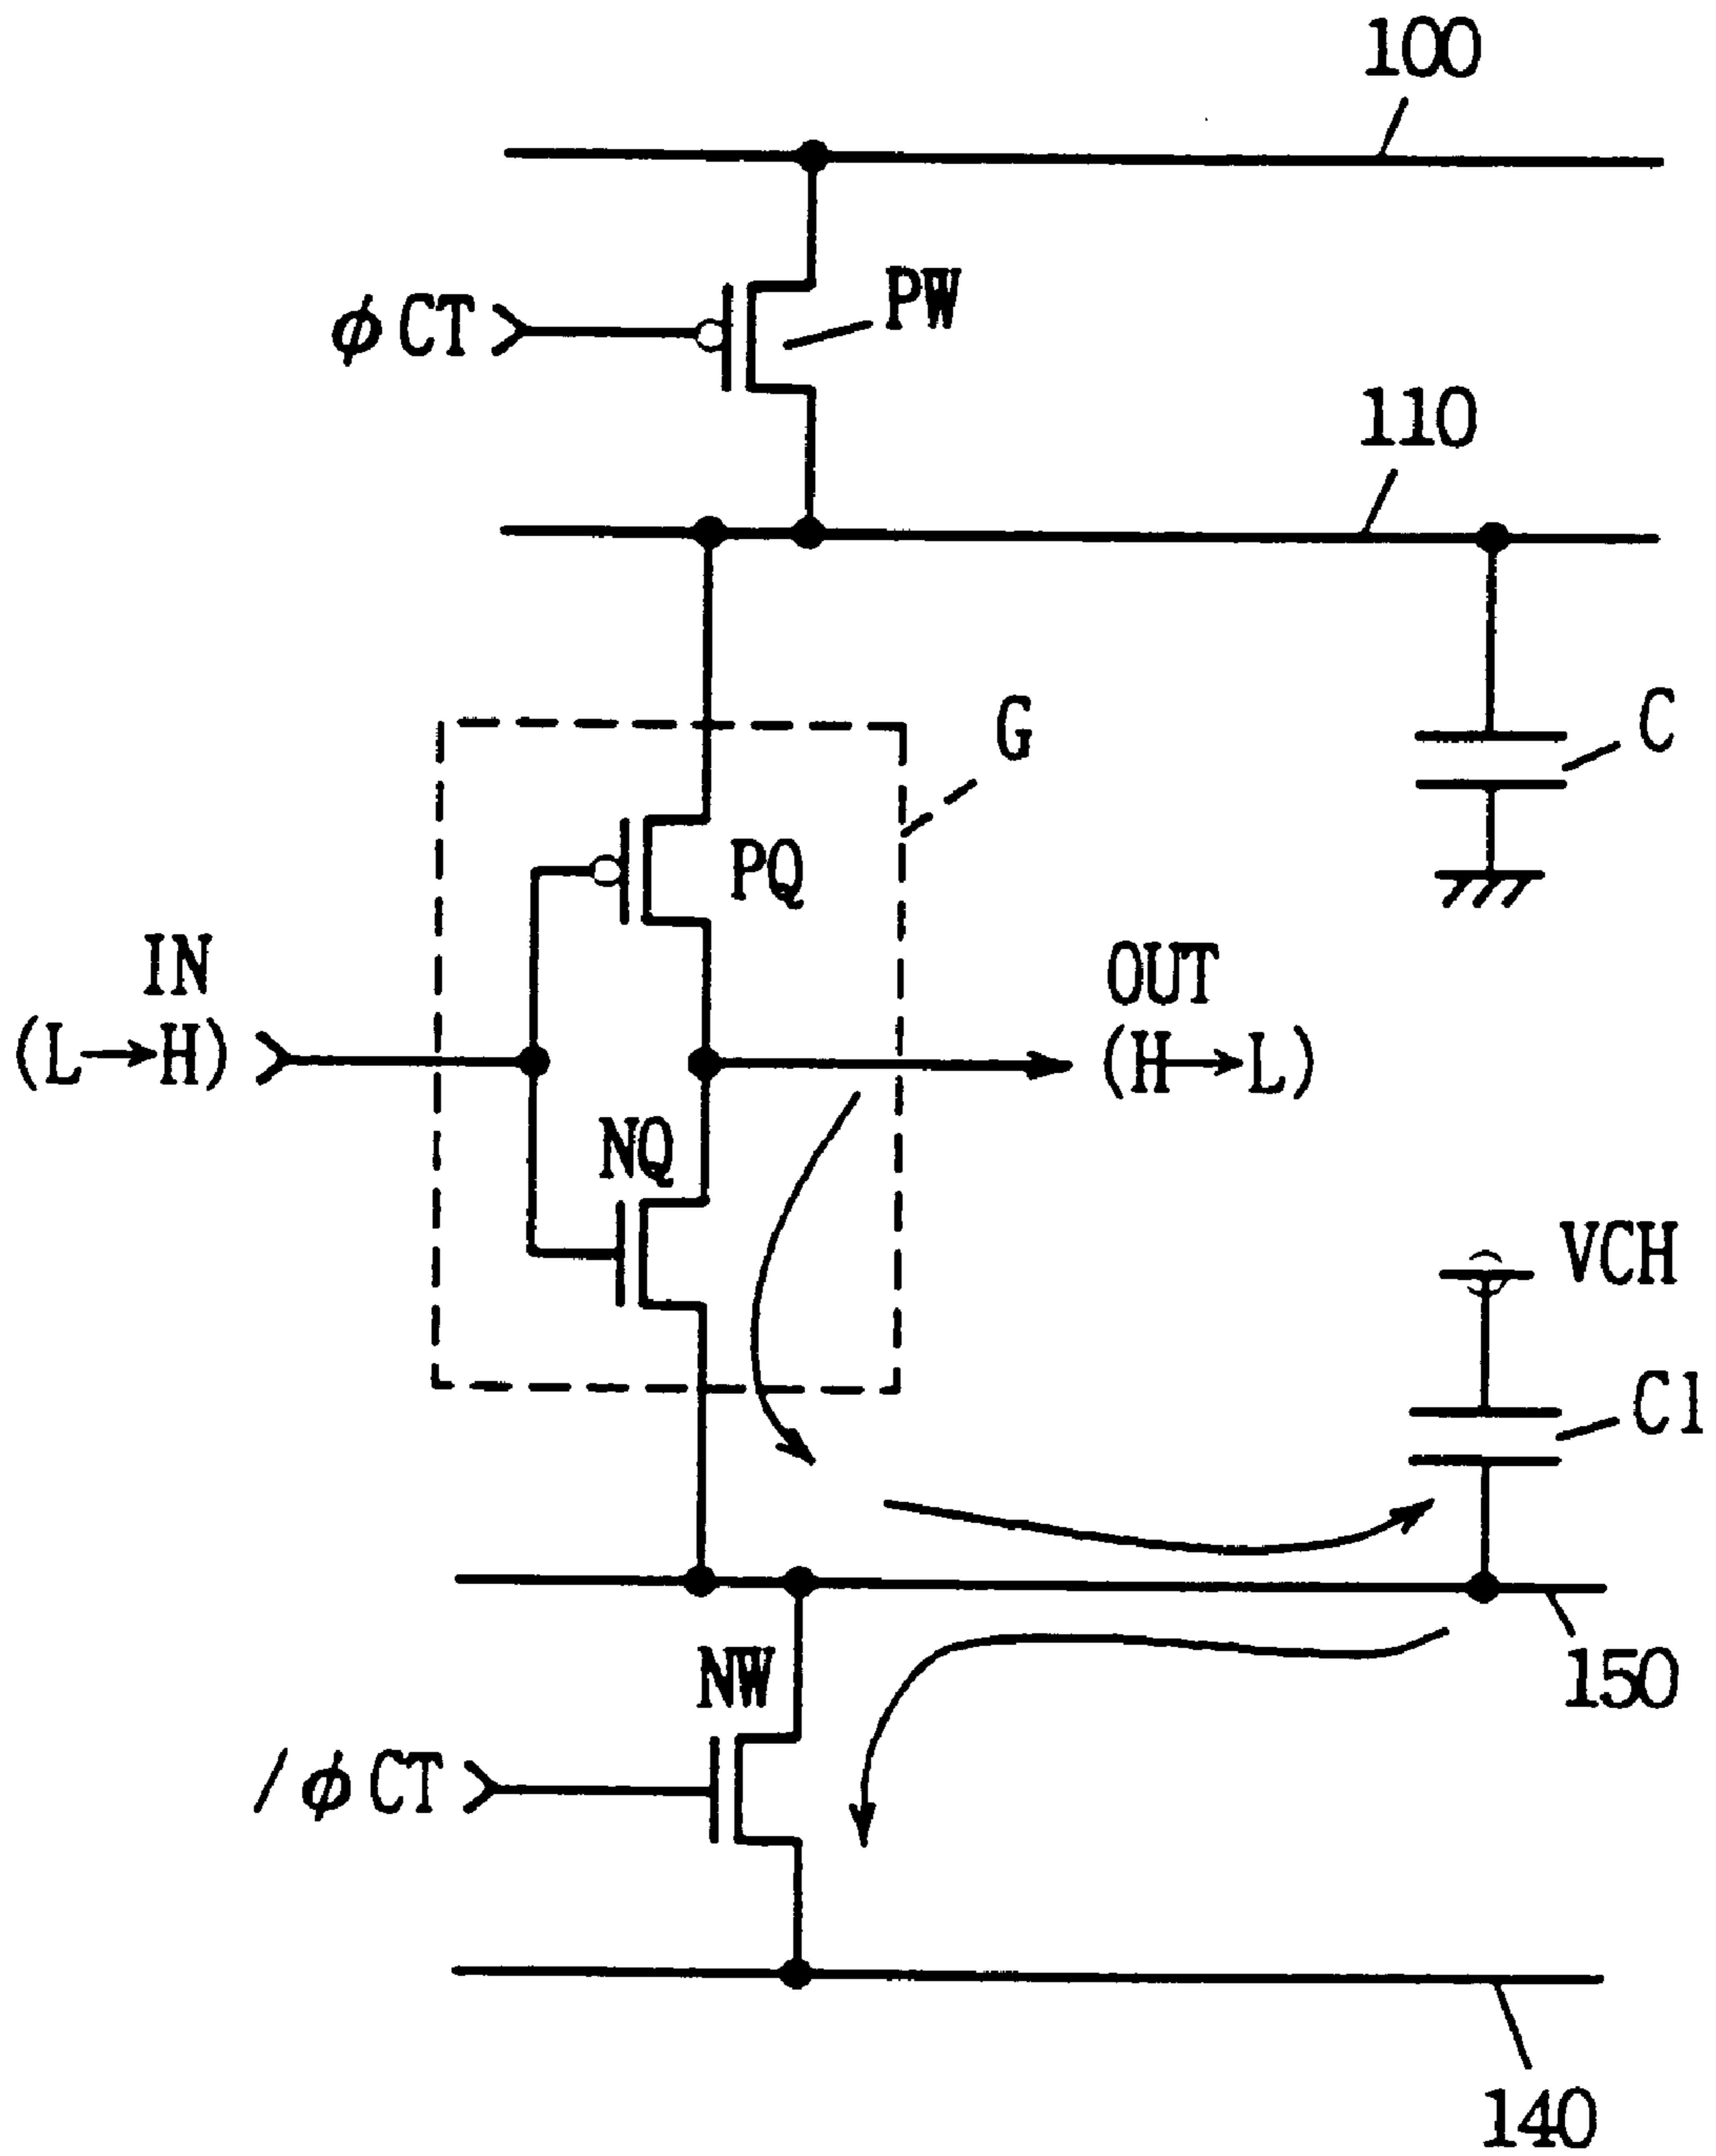 100
φCT
PW
110
G
C
PQ
IN
(L→H)
OUT
(H→L)
NQ
VCH
C1
NW
150
/φCT
140